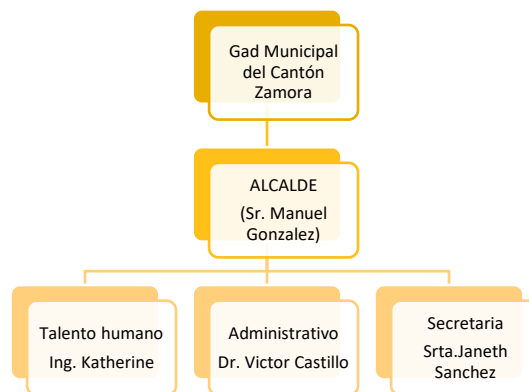 Gad Municipal
del Cantón
Zamora
ALCALDE
(Sr. Manuel
Gonzalez)
Talento humano
Ing. Katherine
Administrativo
Dr. Victor Castillo
Secretaria
Srta.Janeth
Sanchez